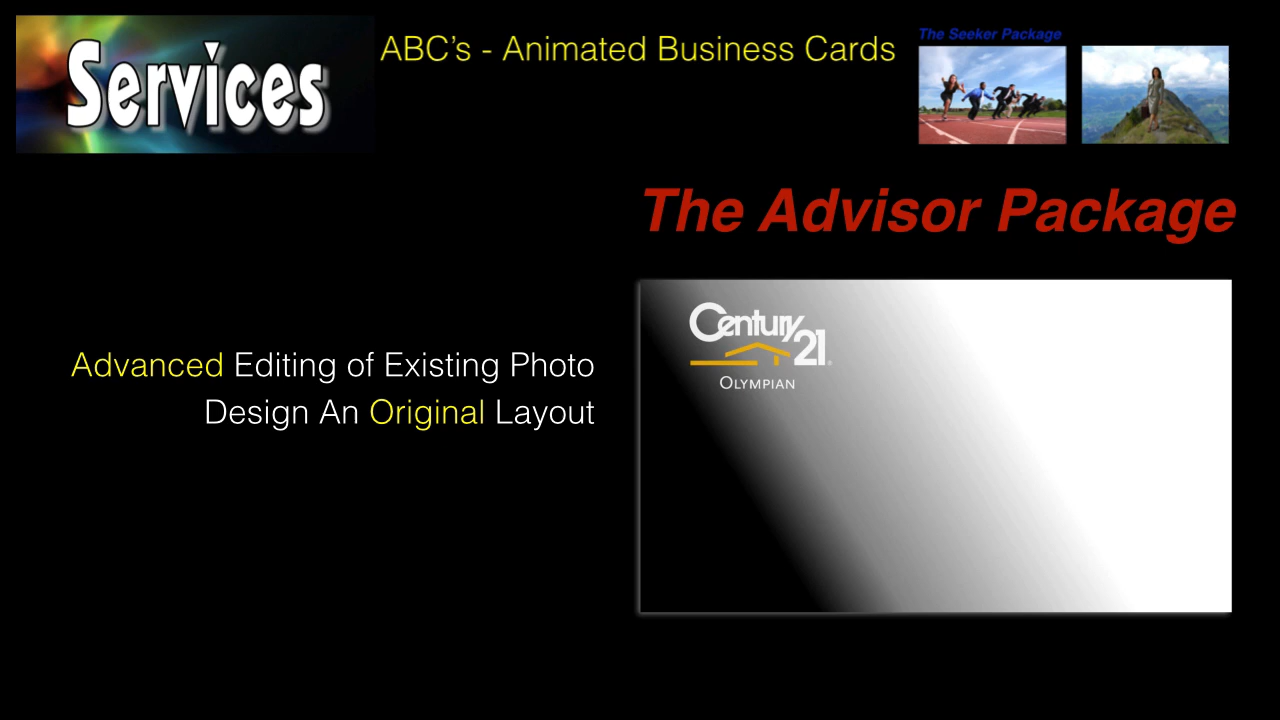 Services
ABC's - Animated Business Cards
The Seeker Package
The Advisor Package
Century 21®
OLYMPIAN
Advanced Editing of Existing Photo
Design An Original Layout